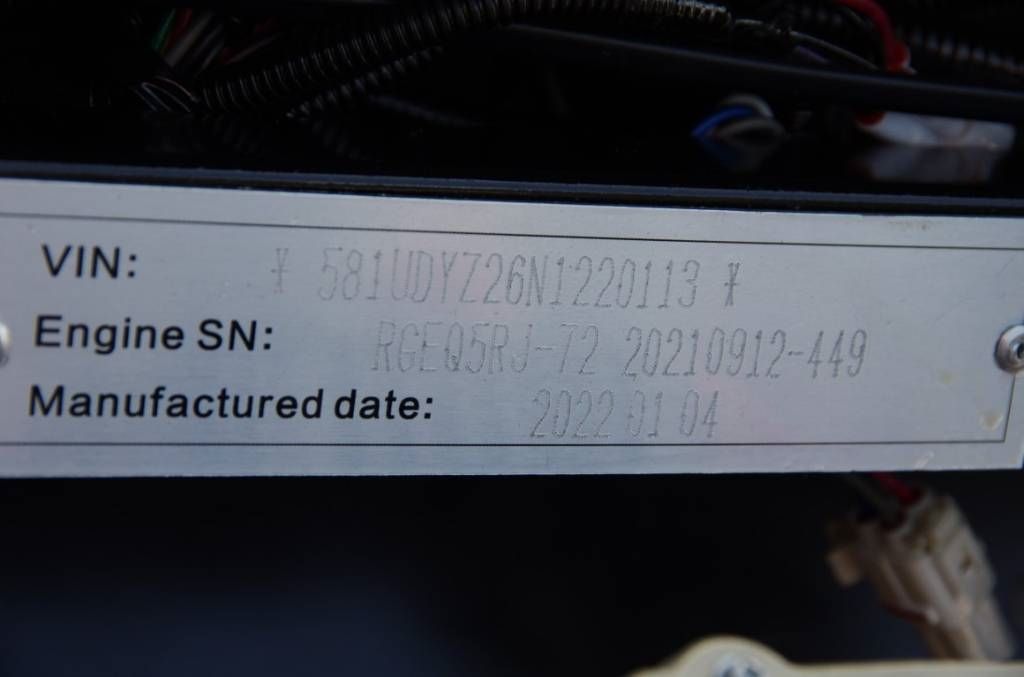 VIN: * 581UDYZ26N1220113 *
Engine SN: RGEQ5RJ-72 20210912-449
Manufactured date: 2022 01 04